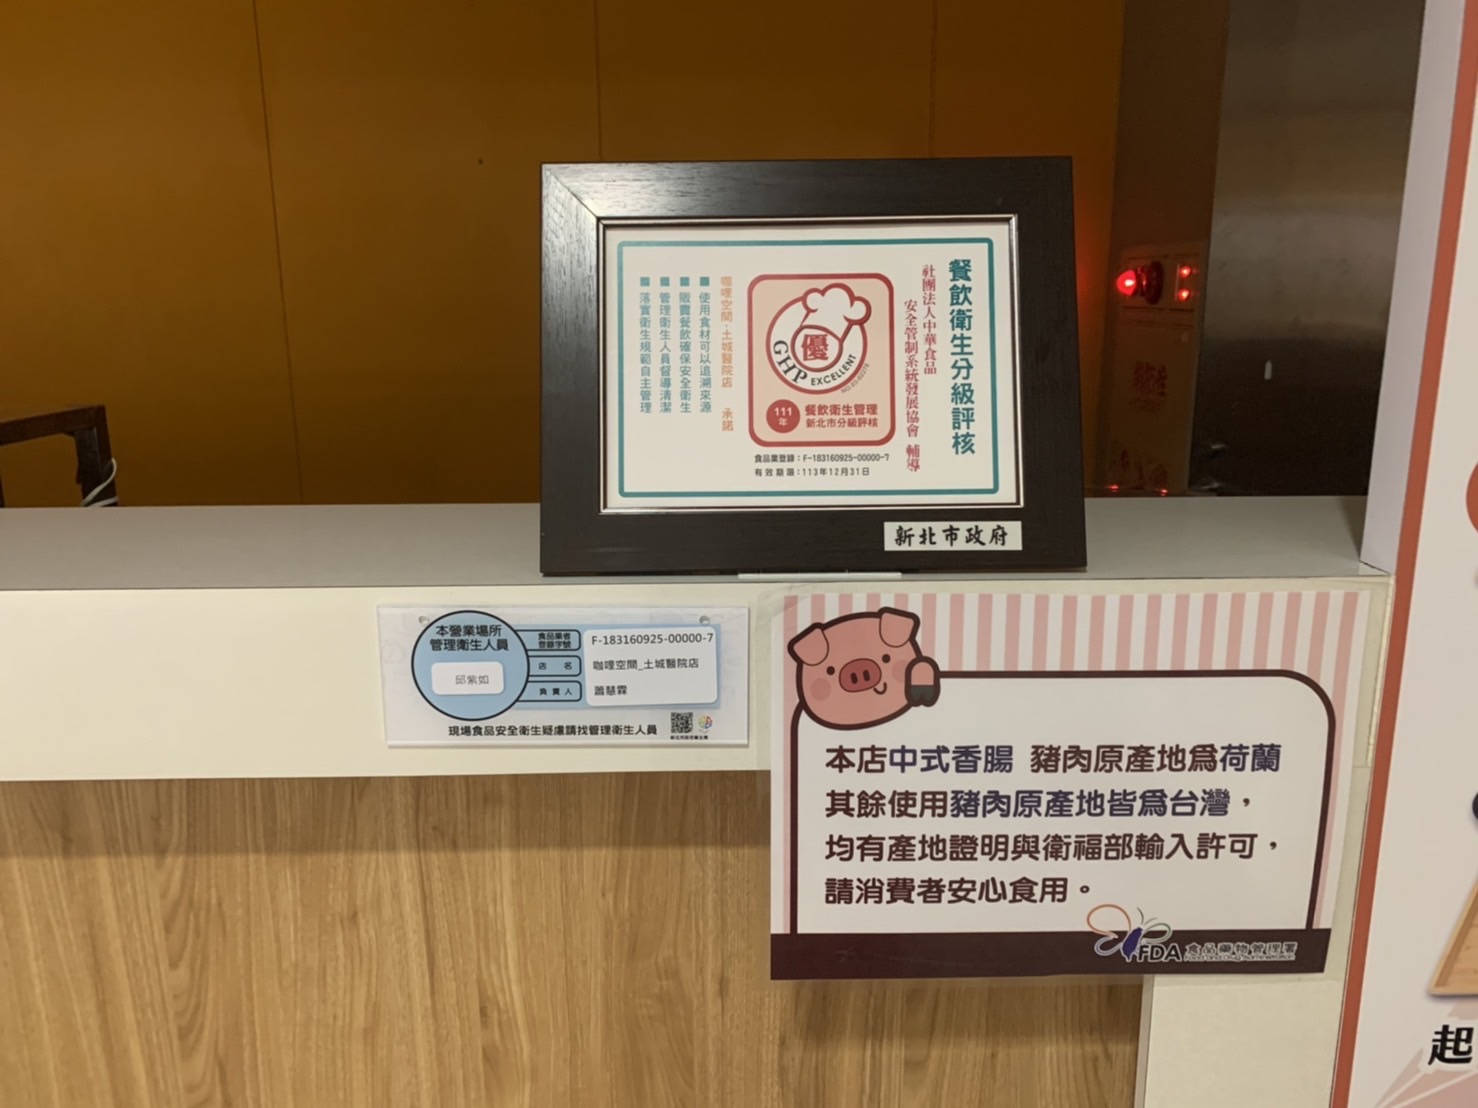 餐飲衛生分級評核
社團法人中華食品
安全管制系統發展協會 輔導
優
GHP EXCELLENT
111
年
餐飲衛生管理
新北市分級評核
食品業登錄：F-183160925-00000-7
有效期限：113年12月31日
咖哩空間-土城醫院店 承諾
■使用食材可以追溯來源
■販賣餐飲確保安全衛生
■管理衛生人員督導清潔
■落實衛生規範自主管理
新北市政府
本營業場所
管理衛生人員
邱紫如
食品業者
登錄字號
F-183160925-00000-7
店 名
咖哩空間_土城醫院店
負 責 人
蕭慧霖
現場食品安全衛生疑慮請找管理衛生人員
本店中式香腸 豬肉原產地為荷蘭
其餘使用豬肉原產地皆為台灣，
均有產地證明與衛福部輸入許可，
請消費者安心食用。
FDA 食品藥物管理署
Food and Drug Administration
起